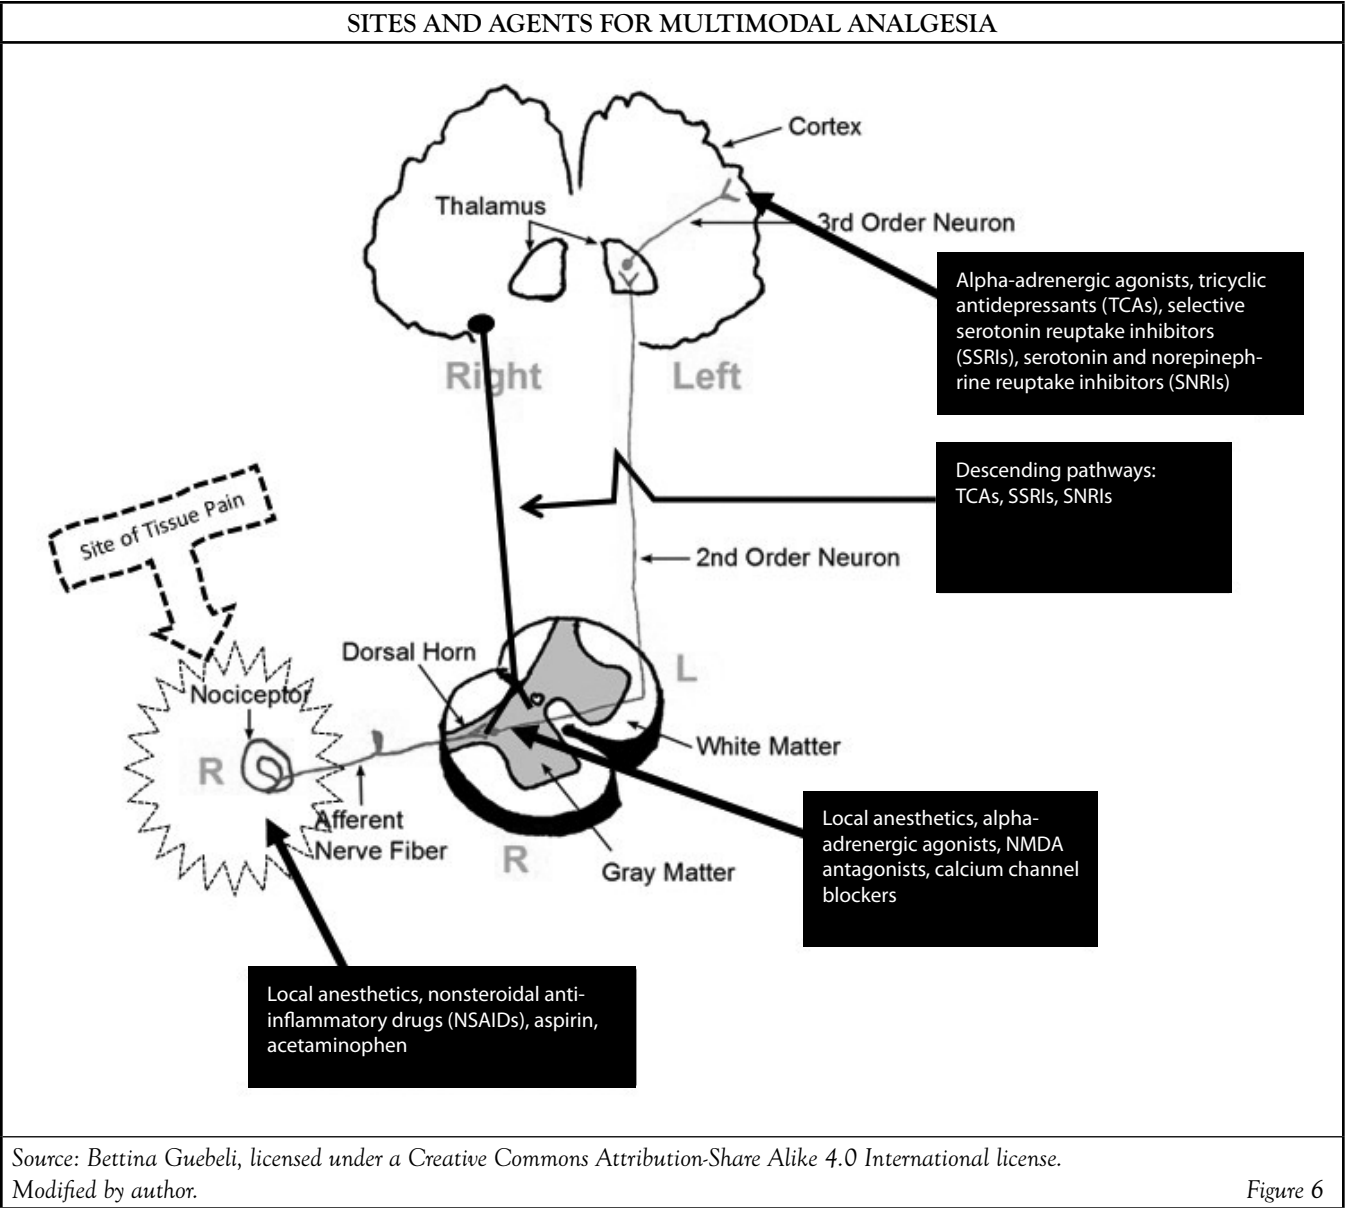 SITES AND AGENTS FOR MULTIMODAL ANALGESIA
Cortex
Thalamus
3rd Order Neuron
Alpha-adrenergic agonists, tricyclic
antidepressants (TCAs), selective
serotonin reuptake inhibitors
(SSRIs), serotonin and norepineph-
rine reuptake inhibitors (SNRIs)
Right
Left
Descending pathways:
TCAs, SSRIs, SNRIs
Site of Tissue Pain
2nd Order Neuron
Dorsal Horn
L
Nociceptor
R
White Matter
Afferent
Nerve Fiber
R
Gray Matter
Local anesthetics, alpha-
adrenergic agonists, NMDA
antagonists, calcium channel
blockers
Local anesthetics, nonsteroidal anti-
inflammatory drugs (NSAIDs), aspirin,
acetaminophen
Source: Bettina Guebeli, licensed under a Creative Commons Attribution-Share Alike 4.0 International license.
Modified by author.
Figure 6